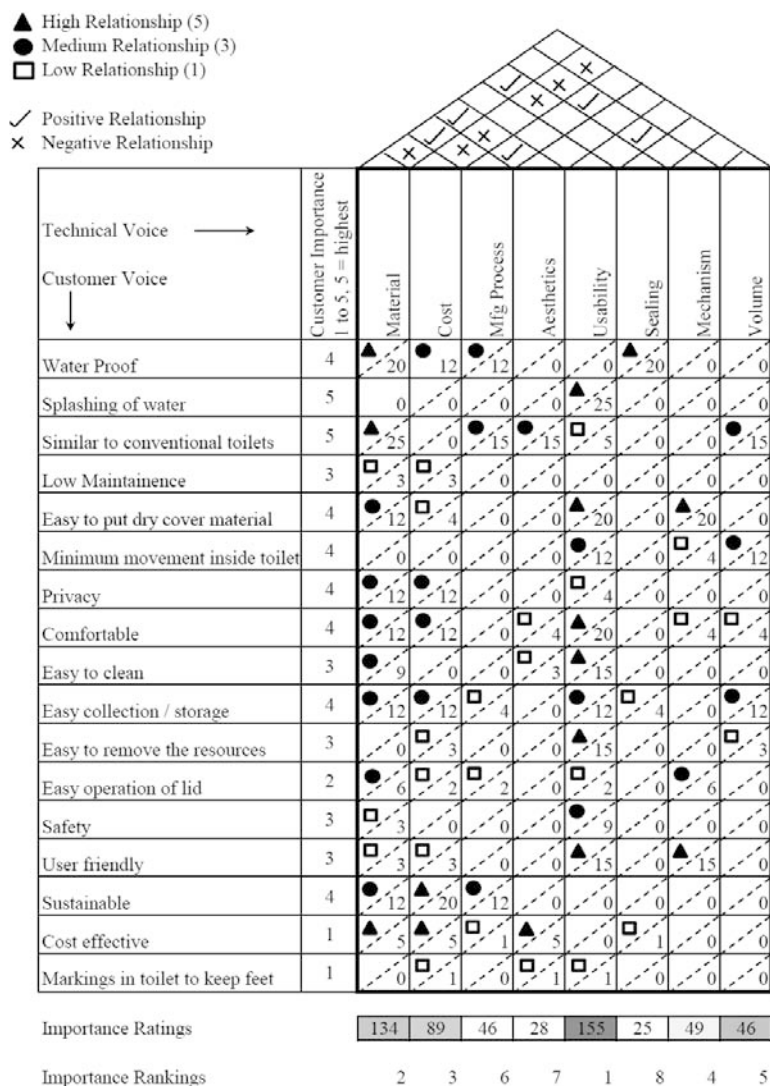 ▲ High Relationship (5)
● Medium Relationship (3)
□ Low Relationship (1)
✓ Positive Relationship
× Negative Relationship
Technical Voice →
Customer Voice
↓
Customer Importance
1 to 5, 5 = highest
Material
Cost
Mfg Process
Aesthetics
Usability
Sealing
Mechanism
Volume
Water Proof 4 20 12 12 0 0 20 0 0
Splashing of water 5 0 0 0 0 25 0 0 0
Similar to conventional toilets 5 25 0 15 15 5 0 0 15
Low Maintainence 3 3 3 0 0 0 0 0 0
Easy to put dry cover material 4 12 4 0 0 20 0 20 0
Minimum movement inside toilet 4 0 0 0 0 12 0 4 12
Privacy 4 12 12 0 0 4 0 0 0
Comfortable 4 12 12 0 4 20 0 4 4
Easy to clean 3 9 0 0 3 15 0 0 0
Easy collection / storage 4 12 12 4 0 12 4 0 12
Easy to remove the resources 3 0 3 0 0 15 0 0 3
Easy operation of lid 2 6 2 2 0 2 0 6 0
Safety 3 3 0 0 0 9 0 0 0
User friendly 3 3 3 0 0 15 0 15 0
Sustainable 4 12 20 12 0 0 0 0 0
Cost effective 1 5 5 1 5 0 1 0 0
Markings in toilet to keep feet 1 0 1 0 1 1 0 0 0
Importance Ratings 134 89 46 28 155 25 49 46
Importance Rankings 2 3 6 7 1 8 4 5